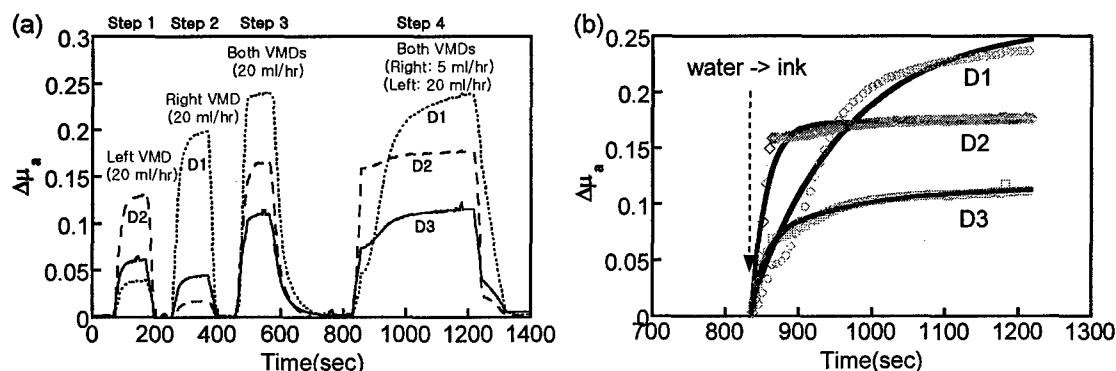 (a)
Step 1 Step 2 Step 3 Step 4
0.3
0.25
0.2
0.15
0.1
0.05
0
Δμa
Both VMDs
(20 ml/hr)
Both VMDs
(Right: 5 ml/hr)
(Left: 20 ml/hr)
Right VMD
(20 ml/hr)
Left VMD
(20 ml/hr)
D2
D1
D1
D2
D3
0 200 400 600 800 1000 1200 1400
Time(sec)
(b)
0.25
0.2
0.15
0.1
0.05
0
Δμa
water -> ink
D1
D2
D3
700 800 900 1000 1100 1200 1300
Time(sec)